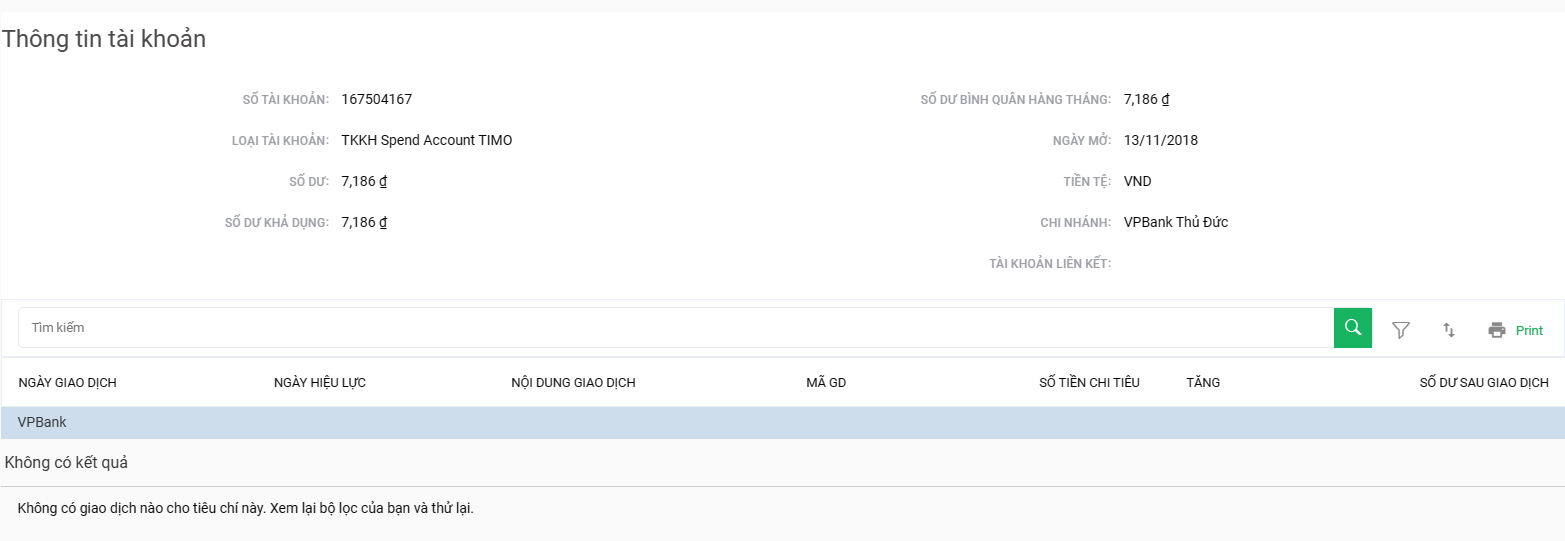 Thông tin tài khoản
SỐ TÀI KHOẢN: 167504167
SỐ DƯ BÌNH QUÂN HÀNG THÁNG: 7,186 ₫
LOẠI TÀI KHOẢN: TKKH Spend Account TIMO
NGÀY MỞ: 13/11/2018
SỐ DƯ: 7,186 ₫
TIỀN TỆ: VND
SỐ DƯ KHẢ DỤNG: 7,186 ₫
CHI NHÁNH: VPBank Thủ Đức
TÀI KHOẢN LIÊN KẾT:
Tìm kiếm
Print
NGÀY GIAO DỊCH NGÀY HIỆU LỰC NỘI DUNG GIAO DỊCH MÃ GD SỐ TIỀN CHI TIÊU TĂNG SỐ DƯ SAU GIAO DỊCH
VPBank
Không có kết quả
Không có giao dịch nào cho tiêu chí này. Xem lại bộ lọc của bạn và thử lại.